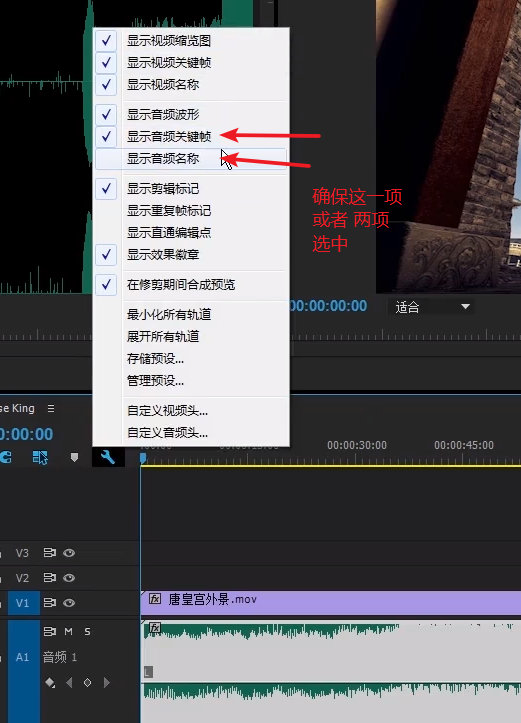 显示视频缩览图
显示视频关键帧
显示视频名称
显示音频波形
显示音频关键帧
显示音频名称
显示剪辑标记
显示重复帧标记
显示直通编辑点
显示效果徽章
在修剪期间合成预览
最小化所有轨道
展开所有轨道
存储预设...
管理预设...
自定义视频头...
自定义音频头...
确保这一项
或者 两项
选中
00:00:00:00
适合
se King
0:00:00
00:00:30:00
00:00:45:00
V3
V2
V1
fx 唐皇宫外景.mov
M S
A1
音频 1
fx
L